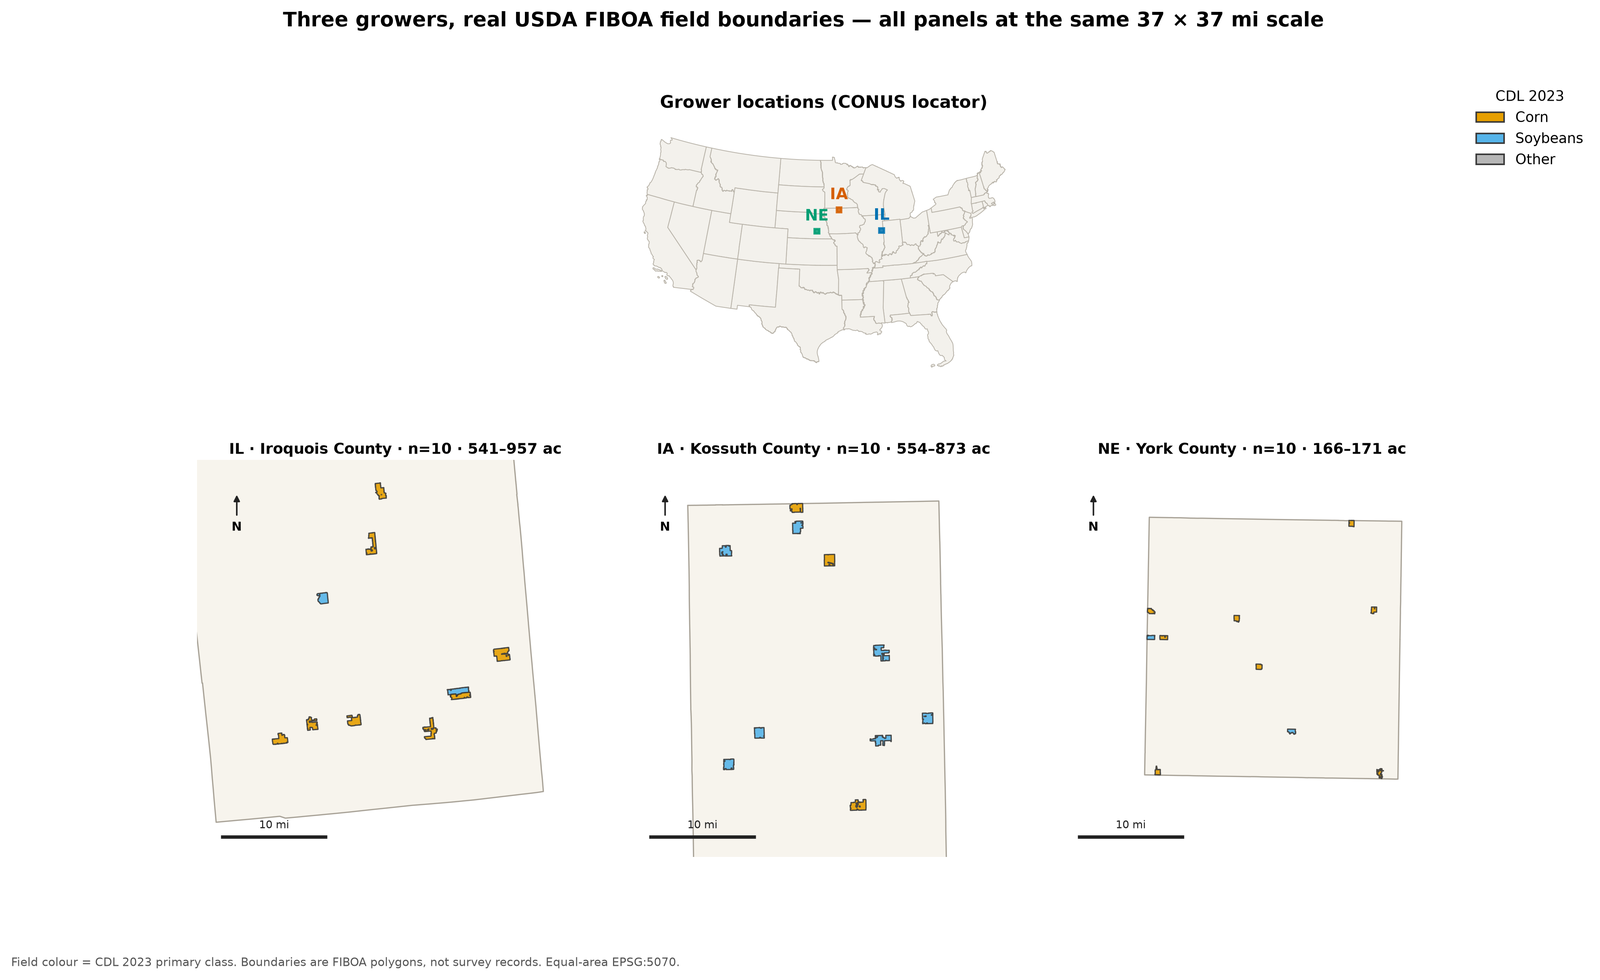 Three growers, real USDA FIBOA field boundaries — all panels at the same 37 × 37 mi scale
Grower locations (CONUS locator)
CDL 2023
Corn
Soybeans
Other
IA
NE
IL
IL · Iroquois County · n=10 · 541–957 ac
IA · Kossuth County · n=10 · 554–873 ac
NE · York County · n=10 · 166–171 ac
N
N
N
10 mi
10 mi
10 mi
Field colour = CDL 2023 primary class. Boundaries are FIBOA polygons, not survey records. Equal-area EPSG:5070.